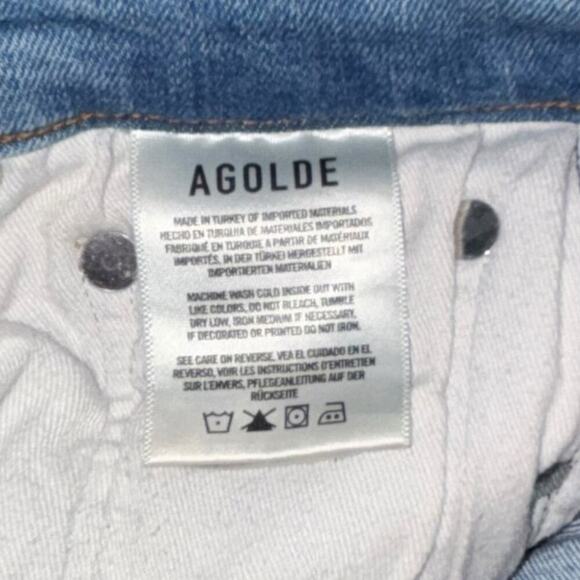 AGOLDE
MADE IN TURKEY OF IMPORTED MATERIALS
HECHO EN TURQUIA DE MATERIALES IMPORTADOS
FABRIQUÉ EN TURQUIE A PARTIR DE MATÉRIAUX
IMPORTÉS, IN DER TÜRKEI HERGESTELLT MIT
IMPORTIERTEN MATERIALIEN
MACHINE WASH COLD INSIDE OUT WITH
LIKE COLORS, DO NOT BLEACH, TUMBLE
DRY LOW, IRON MEDIUM IF NECESSARY.
IF DECORATED OR PRINTED DO NOT IRON.
SEE CARE ON REVERSE, VEA EL CUIDADO EN EL
REVERSO, VOIR LES INSTRUCTIONS D'ENTRETIEN
SUR L'ENVERS, PFLEGEANLEITUNG AUF DER
RÜCKSEITE